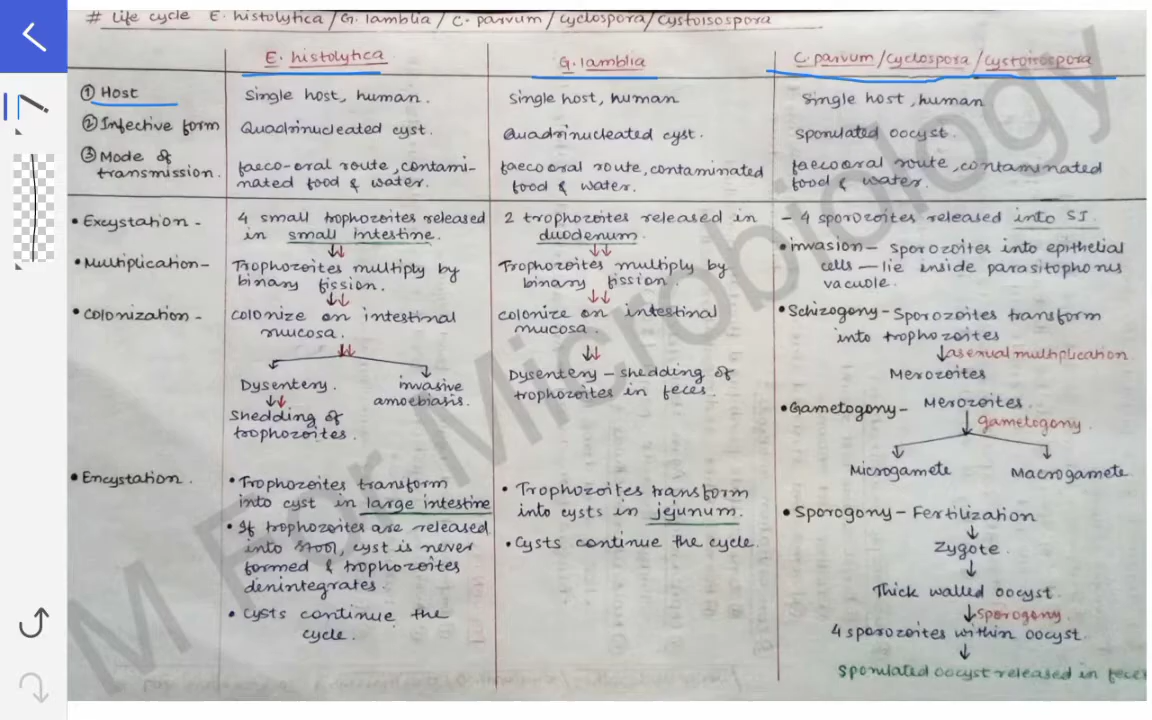 # Life cycle E. histolytica / G. lamblia / C. parvum / cyclospora / cystoisospora
E. histolytica
G. lamblia
C. parvum/cyclospora/cystoisospora
① Host
Single host, human.
Single host, human
Single host, human
② Infective form
Quadrinucleated cyst.
Quadrinucleated cyst.
Sporulated oocyst.
③ Mode of
transmission.
faeco-oral route, contami-
nated food & water.
faecooral route, contaminated
food & water.
faecooral route, contaminated
food & water.
• Excystation -
4 small trophozoites released
in small intestine.
• Multiplication -
Trophozoites multiply by
binary fission.
• Colonization -
colonize on intestinal
mucosa.
Dysentery.
invasive
amoebiasis.
Shedding of
trophozoites.
• Encystation.
• Trophozoites transform
into cyst in large intestine
• If trophozoites are released
into stool, cyst is never
formed & trophozoites
denintegrates.
• Cysts continue the
cycle.
2 trophozoites released in
duodenum.
Trophozoites multiply by
binary fission.
colonize on intestinal
mucosa.
Dysentery - shedding of
trophozoites in feces.
• Trophozoites transform
into cysts in jejunum.
• Cysts continue the cycle.
- 4 sporozoites released into SI.
• invasion - sporozoites into epithelial
cells - lie inside parasitophorus
vacuole.
• Schizogony - Sporozoites transform
into trophozoites
asexual multiplication
Merozoites
• Gametogony - Merozoites.
gametogony.
Microgamete
Macrogamete
• Sporogony - Fertilization
Zygote.
Thick walled oocyst.
sporogony.
4 sporozoites within oocyst.
sporulated oocyst released in feces
M For Microbiology